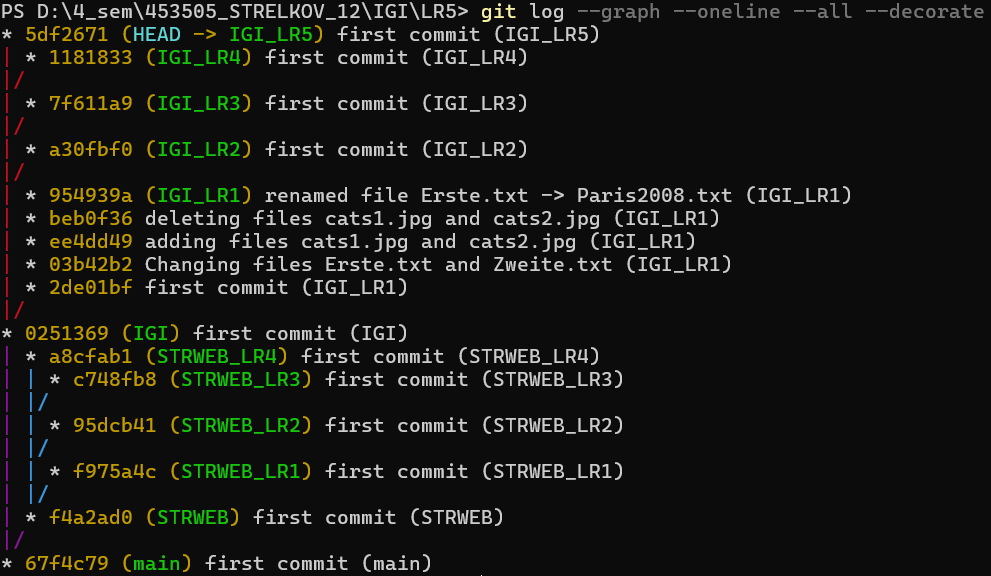 PS D:\4_sem\453505_STRELKOV_12\IGI\LR5> git log --graph --oneline --all --decorate
* 5df2671 (HEAD -> IGI_LR5) first commit (IGI_LR5)
| * 1181833 (IGI_LR4) first commit (IGI_LR4)
|/
| * 7f611a9 (IGI_LR3) first commit (IGI_LR3)
|/
| * a30fbf0 (IGI_LR2) first commit (IGI_LR2)
|/
| * 954939a (IGI_LR1) renamed file Erste.txt -> Paris2008.txt (IGI_LR1)
| * beb0f36 deleting files cats1.jpg and cats2.jpg (IGI_LR1)
| * ee4dd49 adding files cats1.jpg and cats2.jpg (IGI_LR1)
| * 03b42b2 Changing files Erste.txt and Zweite.txt (IGI_LR1)
| * 2de01bf first commit (IGI_LR1)
|/
* 0251369 (IGI) first commit (IGI)
| * a8cfab1 (STRWEB_LR4) first commit (STRWEB_LR4)
| | * c748fb8 (STRWEB_LR3) first commit (STRWEB_LR3)
| |/
| | * 95dcb41 (STRWEB_LR2) first commit (STRWEB_LR2)
| |/
| | * f975a4c (STRWEB_LR1) first commit (STRWEB_LR1)
| |/
| * f4a2ad0 (STRWEB) first commit (STRWEB)
|/
* 67f4c79 (main) first commit (main)